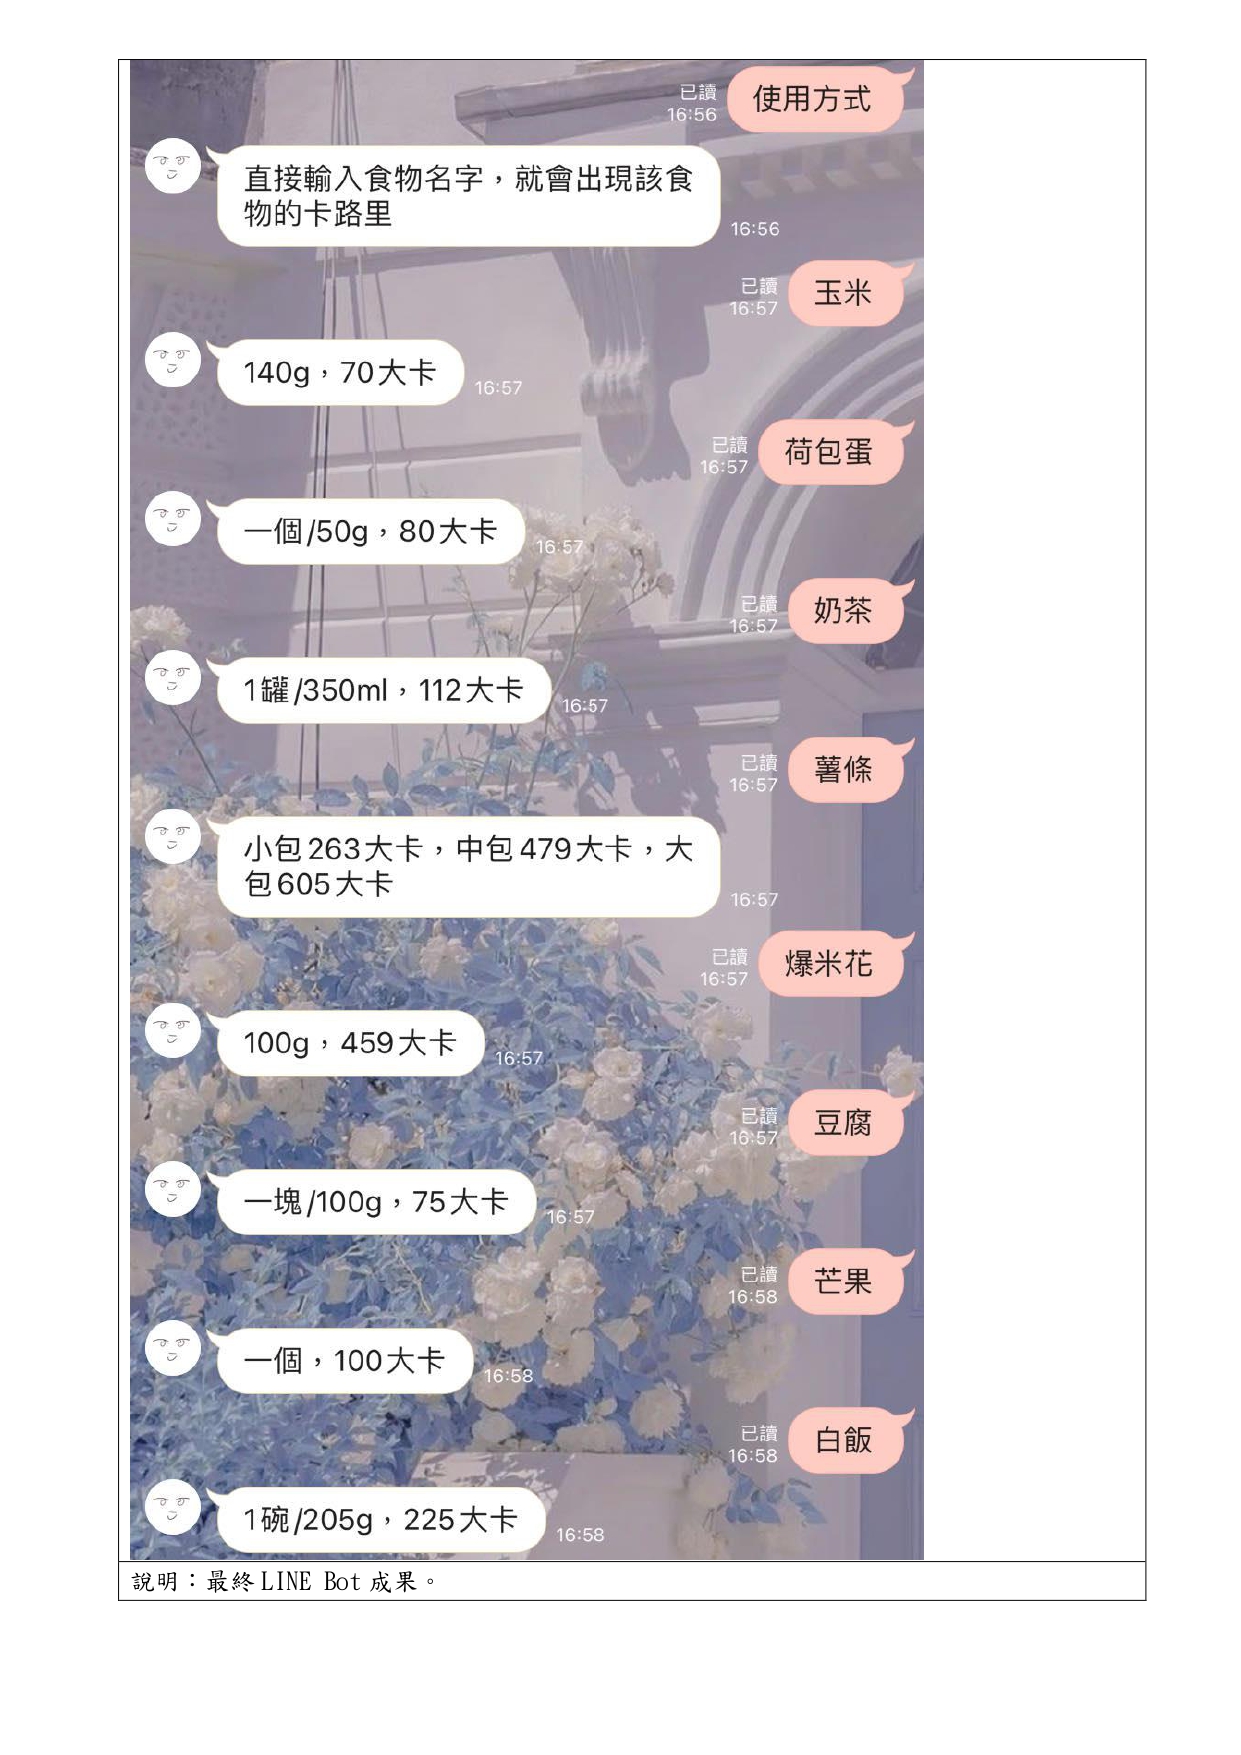 已讀
16:56
使用方式
直接輸入食物名字，就會出現該食
物的卡路里
16:56
已讀
16:57
玉米
140g，70大卡
16:57
已讀
16:57
荷包蛋
一個/50g，80大卡
16:57
已讀
16:57
奶茶
1罐/350ml，112大卡
16:57
已讀
16:57
薯條
小包263大卡，中包479大卡，大
包605大卡
16:57
已讀
16:57
爆米花
100g，459大卡
16:57
已讀
16:57
豆腐
一塊/100g，75大卡
16:57
已讀
16:58
芒果
一個，100大卡
16:58
已讀
16:58
白飯
1碗/205g，225大卡
16:58
說明：最終LINE Bot 成果。